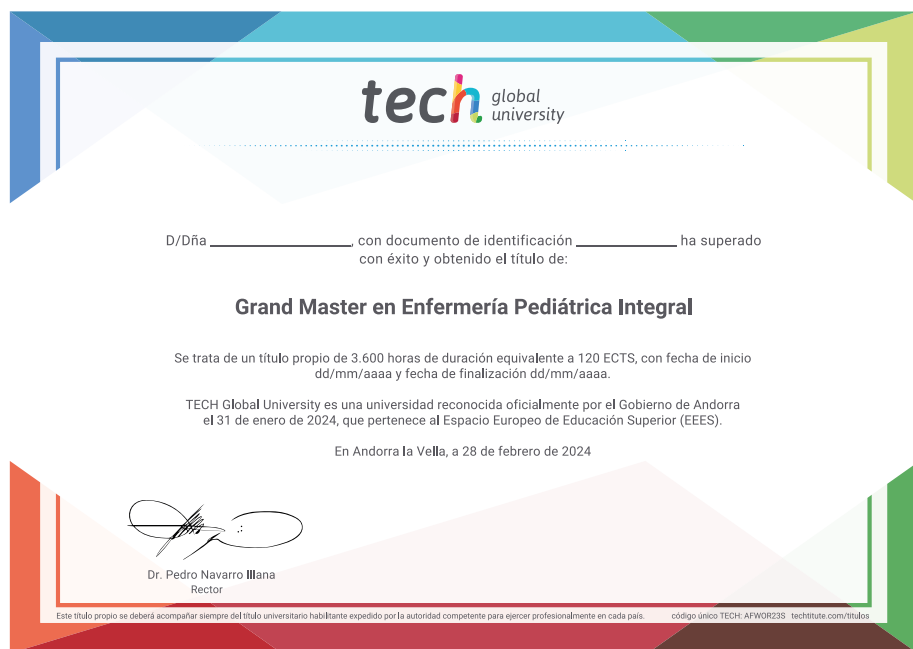 tech global university
D/Dña ____________, con documento de identificación ____________ ha superado
con éxito y obtenido el título de:
Grand Master en Enfermería Pediátrica Integral
Se trata de un título propio de 3.600 horas de duración equivalente a 120 ECTS, con fecha de inicio
dd/mm/aaaa y fecha de finalización dd/mm/aaaa.
TECH Global University es una universidad reconocida oficialmente por el Gobierno de Andorra
el 31 de enero de 2024, que pertenece al Espacio Europeo de Educación Superior (EEES).
En Andorra la Vella, a 28 de febrero de 2024
Dr. Pedro Navarro Illana
Rector
Este título propio se deberá acompañar siempre del título universitario habilitante expedido por la autoridad competente para ejercer profesionalmente en cada país. código único TECH: AFWOR23S techtitute.com/titulos